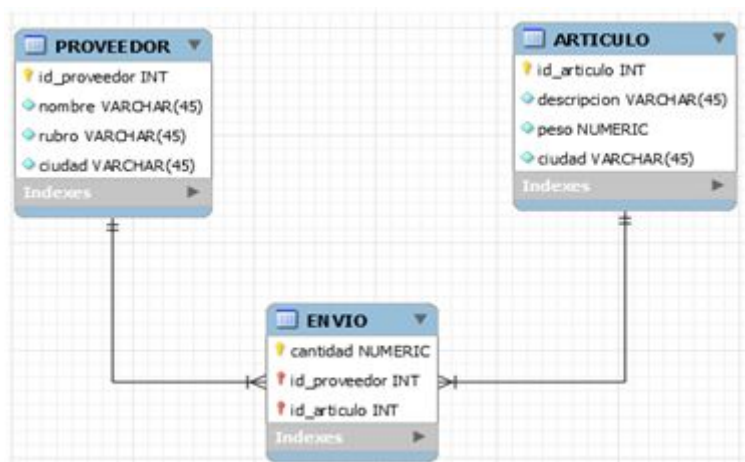 PROVEEDOR
id_proveedor INT
nombre VARCHAR(45)
rubro VARCHAR(45)
ciudad VARCHAR(45)
Indexes
ARTICULO
id_articulo INT
descripcion VARCHAR(45)
peso NUMERIC
ciudad VARCHAR(45)
Indexes
ENVIO
cantidad NUMERIC
id_proveedor INT
id_articulo INT
Indexes